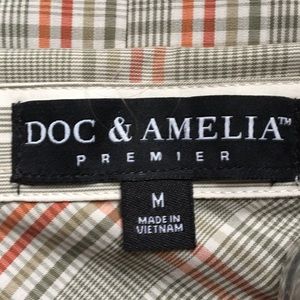 DOC & AMELIA™
PREMIER
M
MADE IN
VIETNAM